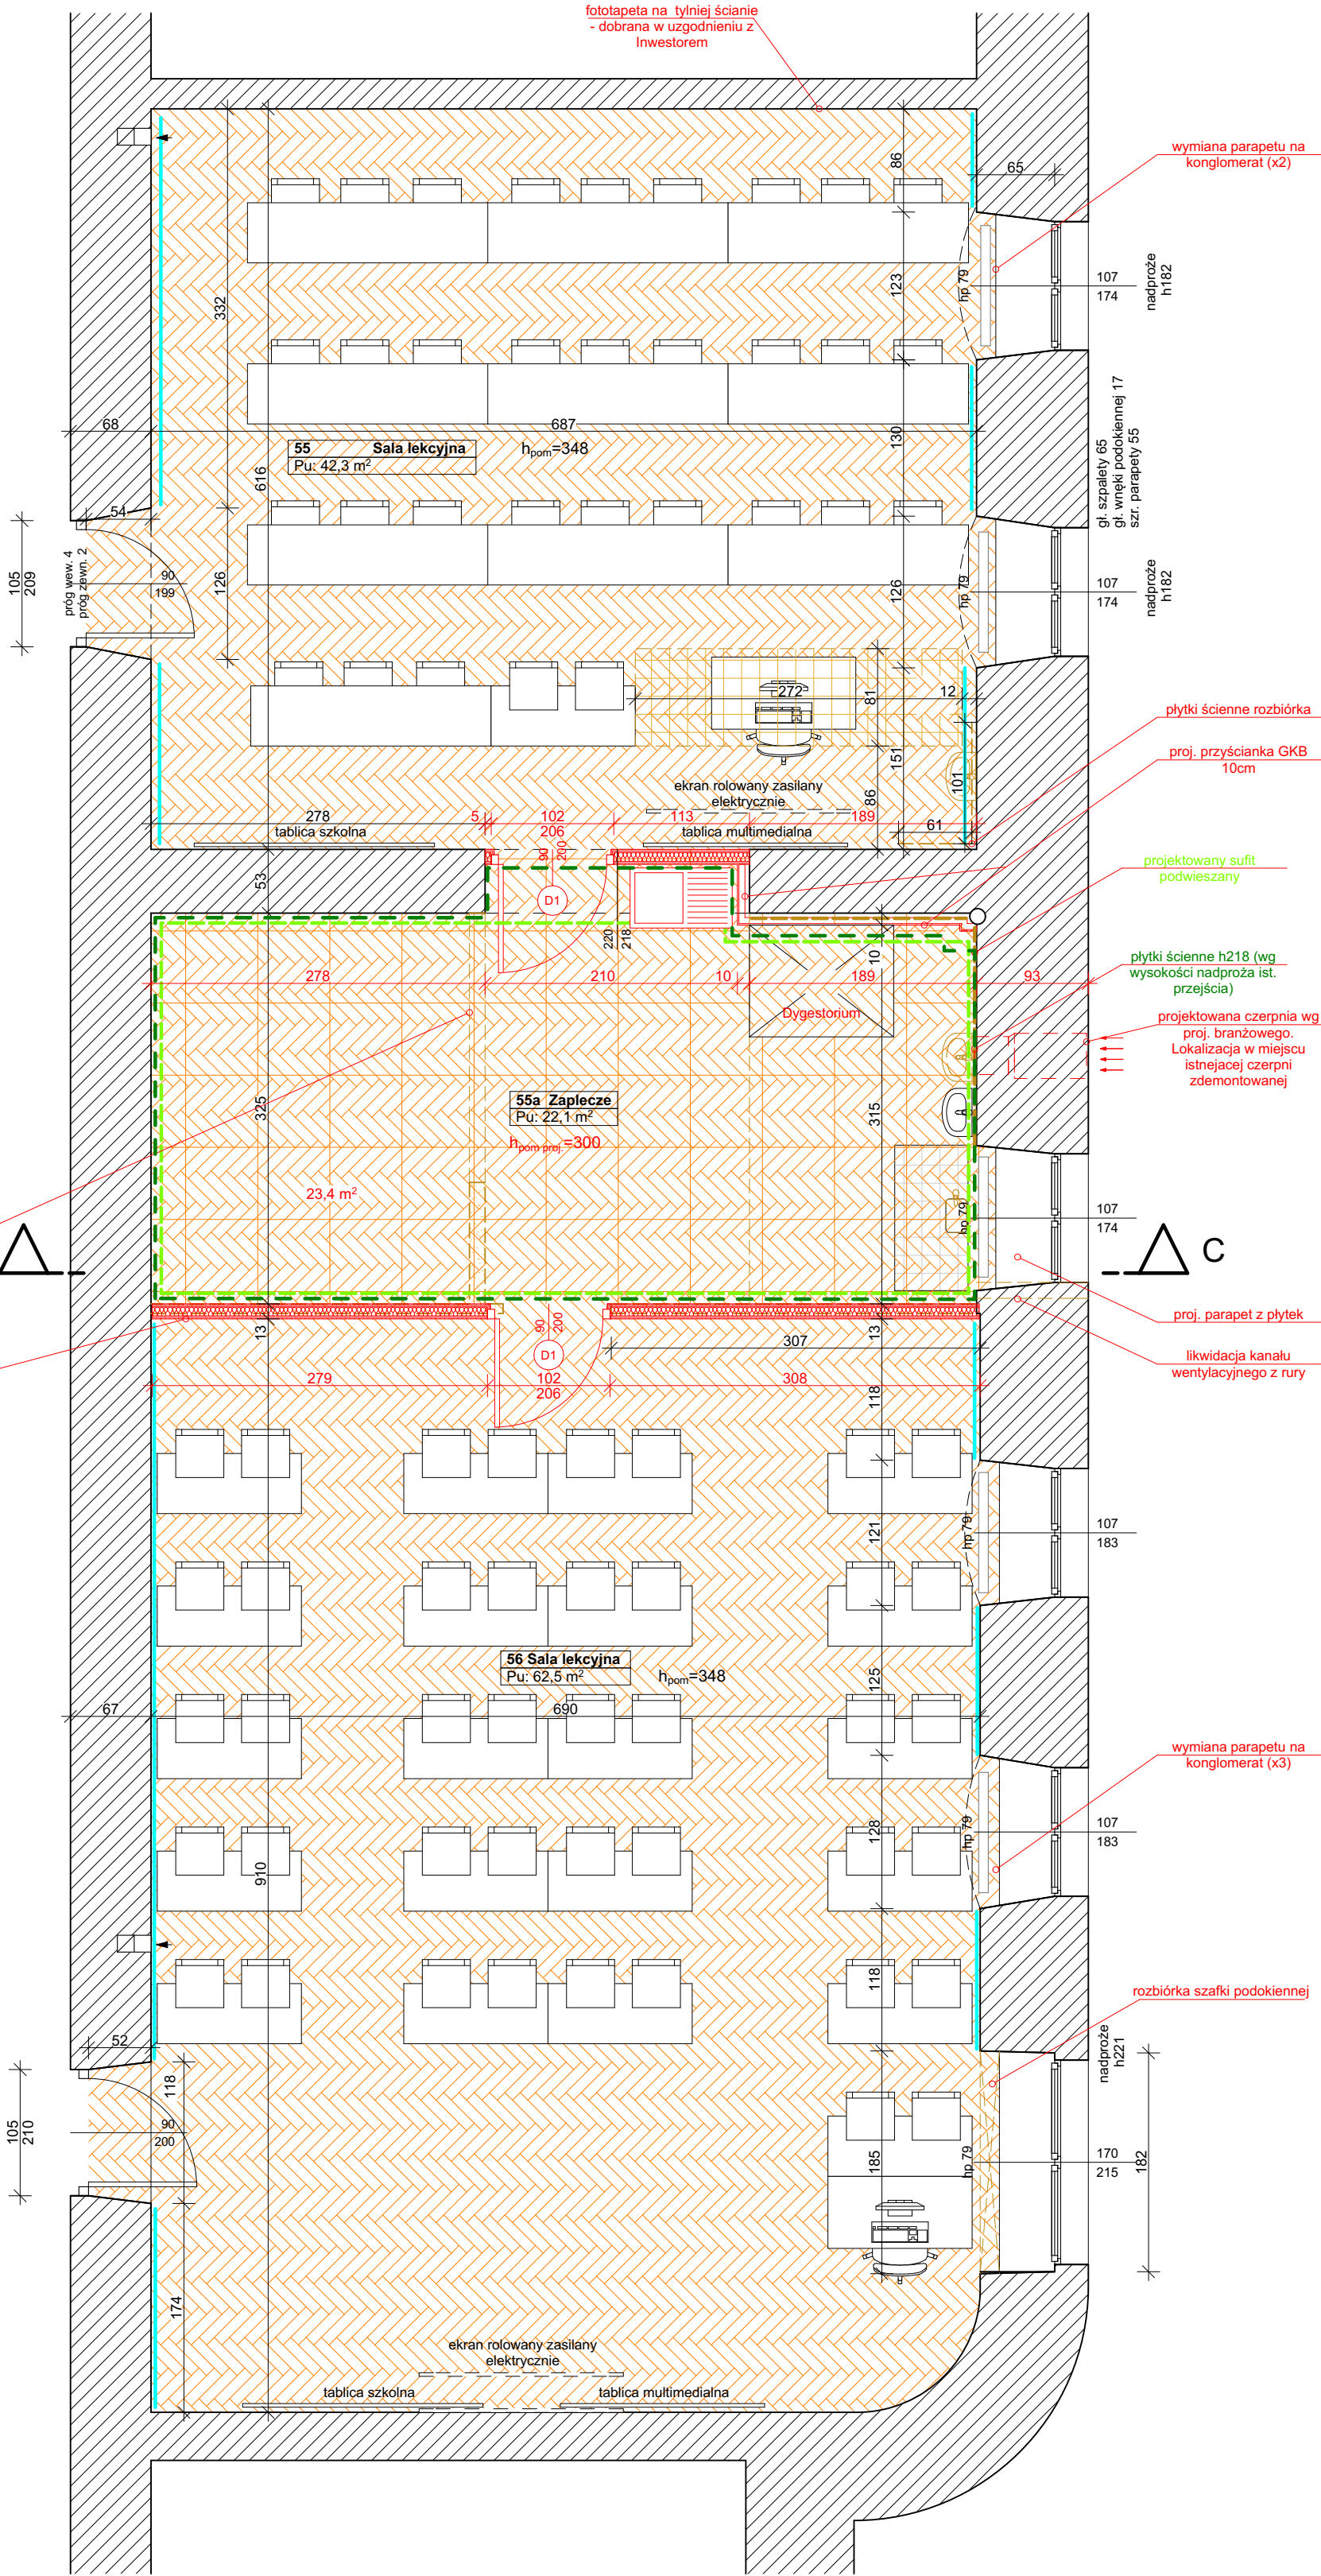 fototapeta na tylniej ścianie
- dobrana w uzgodnieniu z
Inwestorem
wymiana parapetu na
konglomerat (x2)
65
86
123
hp 79
107
174
nadproże
h182
332
616
68
687
130
55 Sala lekcyjna
Pu: 42,3 m²
hpom=348
gł. szpalety 65
gł. wnęki podokiennej 17
szr. parapety 55
54
105
209
próg wew. 4
próg zewn. 2
90
199
126
126
hp 79
107
174
nadproże
h182
272
12
81
151
86
101
61
płytki ścienne rozbiórka
proj. przyścianka GKB
10cm
ekran rolowany zasilany
elektrycznie
278
5
102
206
113
189
tablica szkolna
tablica multimedialna
53
90
200
D1
220
218
projektowany sufit
podwieszany
płytki ścienne h218 (wg
wysokości nadproża ist.
przejścia)
278
210
10
189
93
10
Dygestorium
projektowana czerpnia wg
proj. branżowego.
Lokalizacja w miejscu
istnejacej czerpni
zdemontowanej
325
315
55a Zaplecze
Pu: 22,1 m²
hpom proj.=300
23,4 m²
hp 79
107
174
C
proj. parapet z płytek
likwidacja kanału
wentylacyjnego z rury
13
90
200
D1
13
307
279
102
206
308
118
121
hp 79
107
183
56 Sala lekcyjna
Pu: 62,5 m²
hpom=348
125
67
690
wymiana parapetu na
konglomerat (x3)
128
hp 79
107
183
910
118
rozbiórka szafki podokiennej
52
nadproże
h221
118
105
210
90
200
185
hp 79
170
215
182
174
ekran rolowany zasilany
elektrycznie
tablica szkolna
tablica multimedialna